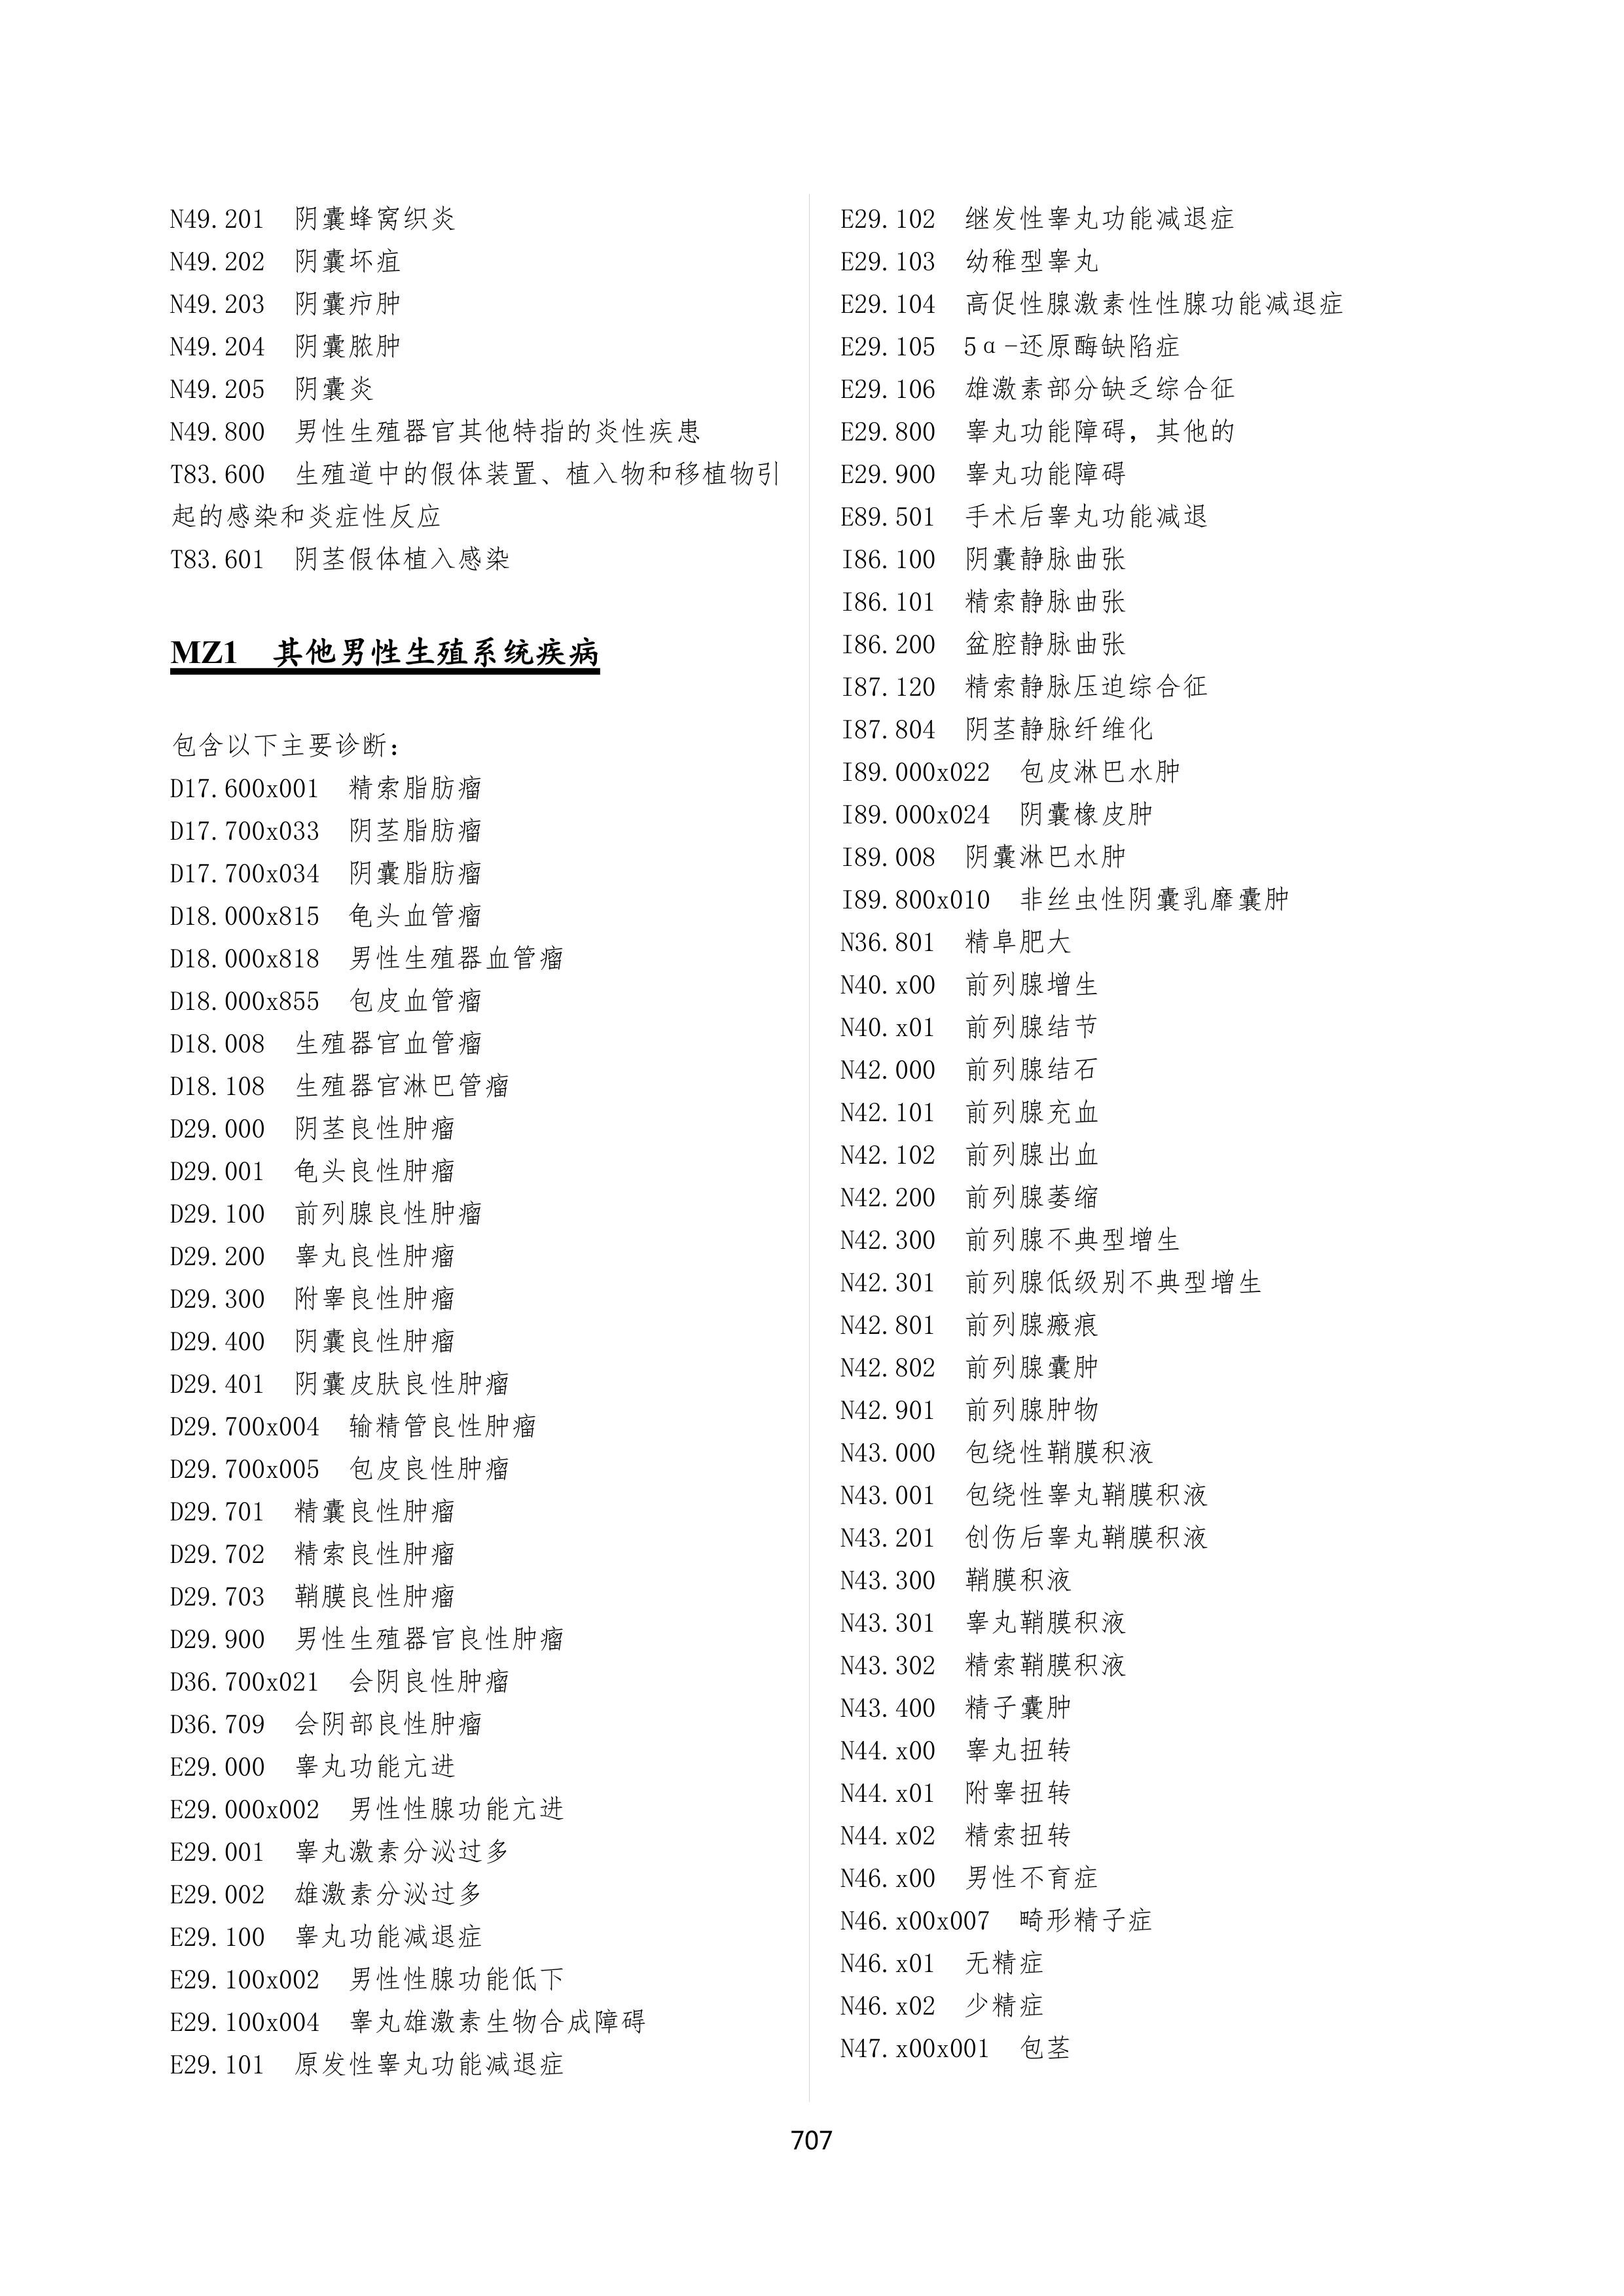 N49.201 阴囊蜂窝织炎
N49.202 阴囊坏疽
N49.203 阴囊疖肿
N49.204 阴囊脓肿
N49.205 阴囊炎
N49.800 男性生殖器官其他特指的炎性疾患
T83.600 生殖道中的假体装置、植入物和移植物引
起的感染和炎症性反应
T83.601 阴茎假体植入感染
MZ1 其他男性生殖系统疾病
包含以下主要诊断：
D17.600x001 精索脂肪瘤
D17.700x033 阴茎脂肪瘤
D17.700x034 阴囊脂肪瘤
D18.000x815 龟头血管瘤
D18.000x818 男性生殖器血管瘤
D18.000x855 包皮血管瘤
D18.008 生殖器官血管瘤
D18.108 生殖器官淋巴管瘤
D29.000 阴茎良性肿瘤
D29.001 龟头良性肿瘤
D29.100 前列腺良性肿瘤
D29.200 睾丸良性肿瘤
D29.300 附睾良性肿瘤
D29.400 阴囊良性肿瘤
D29.401 阴囊皮肤良性肿瘤
D29.700x004 输精管良性肿瘤
D29.700x005 包皮良性肿瘤
D29.701 精囊良性肿瘤
D29.702 精索良性肿瘤
D29.703 鞘膜良性肿瘤
D29.900 男性生殖器官良性肿瘤
D36.700x021 会阴良性肿瘤
D36.709 会阴部良性肿瘤
E29.000 睾丸功能亢进
E29.000x002 男性性腺功能亢进
E29.001 睾丸激素分泌过多
E29.002 雄激素分泌过多
E29.100 睾丸功能减退症
E29.100x002 男性性腺功能低下
E29.100x004 睾丸雄激素生物合成障碍
E29.101 原发性睾丸功能减退症
E29.102 继发性睾丸功能减退症
E29.103 幼稚型睾丸
E29.104 高促性腺激素性性腺功能减退症
E29.105 5α-还原酶缺陷症
E29.106 雄激素部分缺乏综合征
E29.800 睾丸功能障碍，其他的
E29.900 睾丸功能障碍
E89.501 手术后睾丸功能减退
I86.100 阴囊静脉曲张
I86.101 精索静脉曲张
I86.200 盆腔静脉曲张
I87.120 精索静脉压迫综合征
I87.804 阴茎静脉纤维化
I89.000x022 包皮淋巴水肿
I89.000x024 阴囊橡皮肿
I89.008 阴囊淋巴水肿
I89.800x010 非丝虫性阴囊乳靡囊肿
N36.801 精阜肥大
N40.x00 前列腺增生
N40.x01 前列腺结节
N42.000 前列腺结石
N42.101 前列腺充血
N42.102 前列腺出血
N42.200 前列腺萎缩
N42.300 前列腺不典型增生
N42.301 前列腺低级别不典型增生
N42.801 前列腺瘢痕
N42.802 前列腺囊肿
N42.901 前列腺肿物
N43.000 包绕性鞘膜积液
N43.001 包绕性睾丸鞘膜积液
N43.201 创伤后睾丸鞘膜积液
N43.300 鞘膜积液
N43.301 睾丸鞘膜积液
N43.302 精索鞘膜积液
N43.400 精子囊肿
N44.x00 睾丸扭转
N44.x01 附睾扭转
N44.x02 精索扭转
N46.x00 男性不育症
N46.x00x007 畸形精子症
N46.x01 无精症
N46.x02 少精症
N47.x00x001 包茎
707